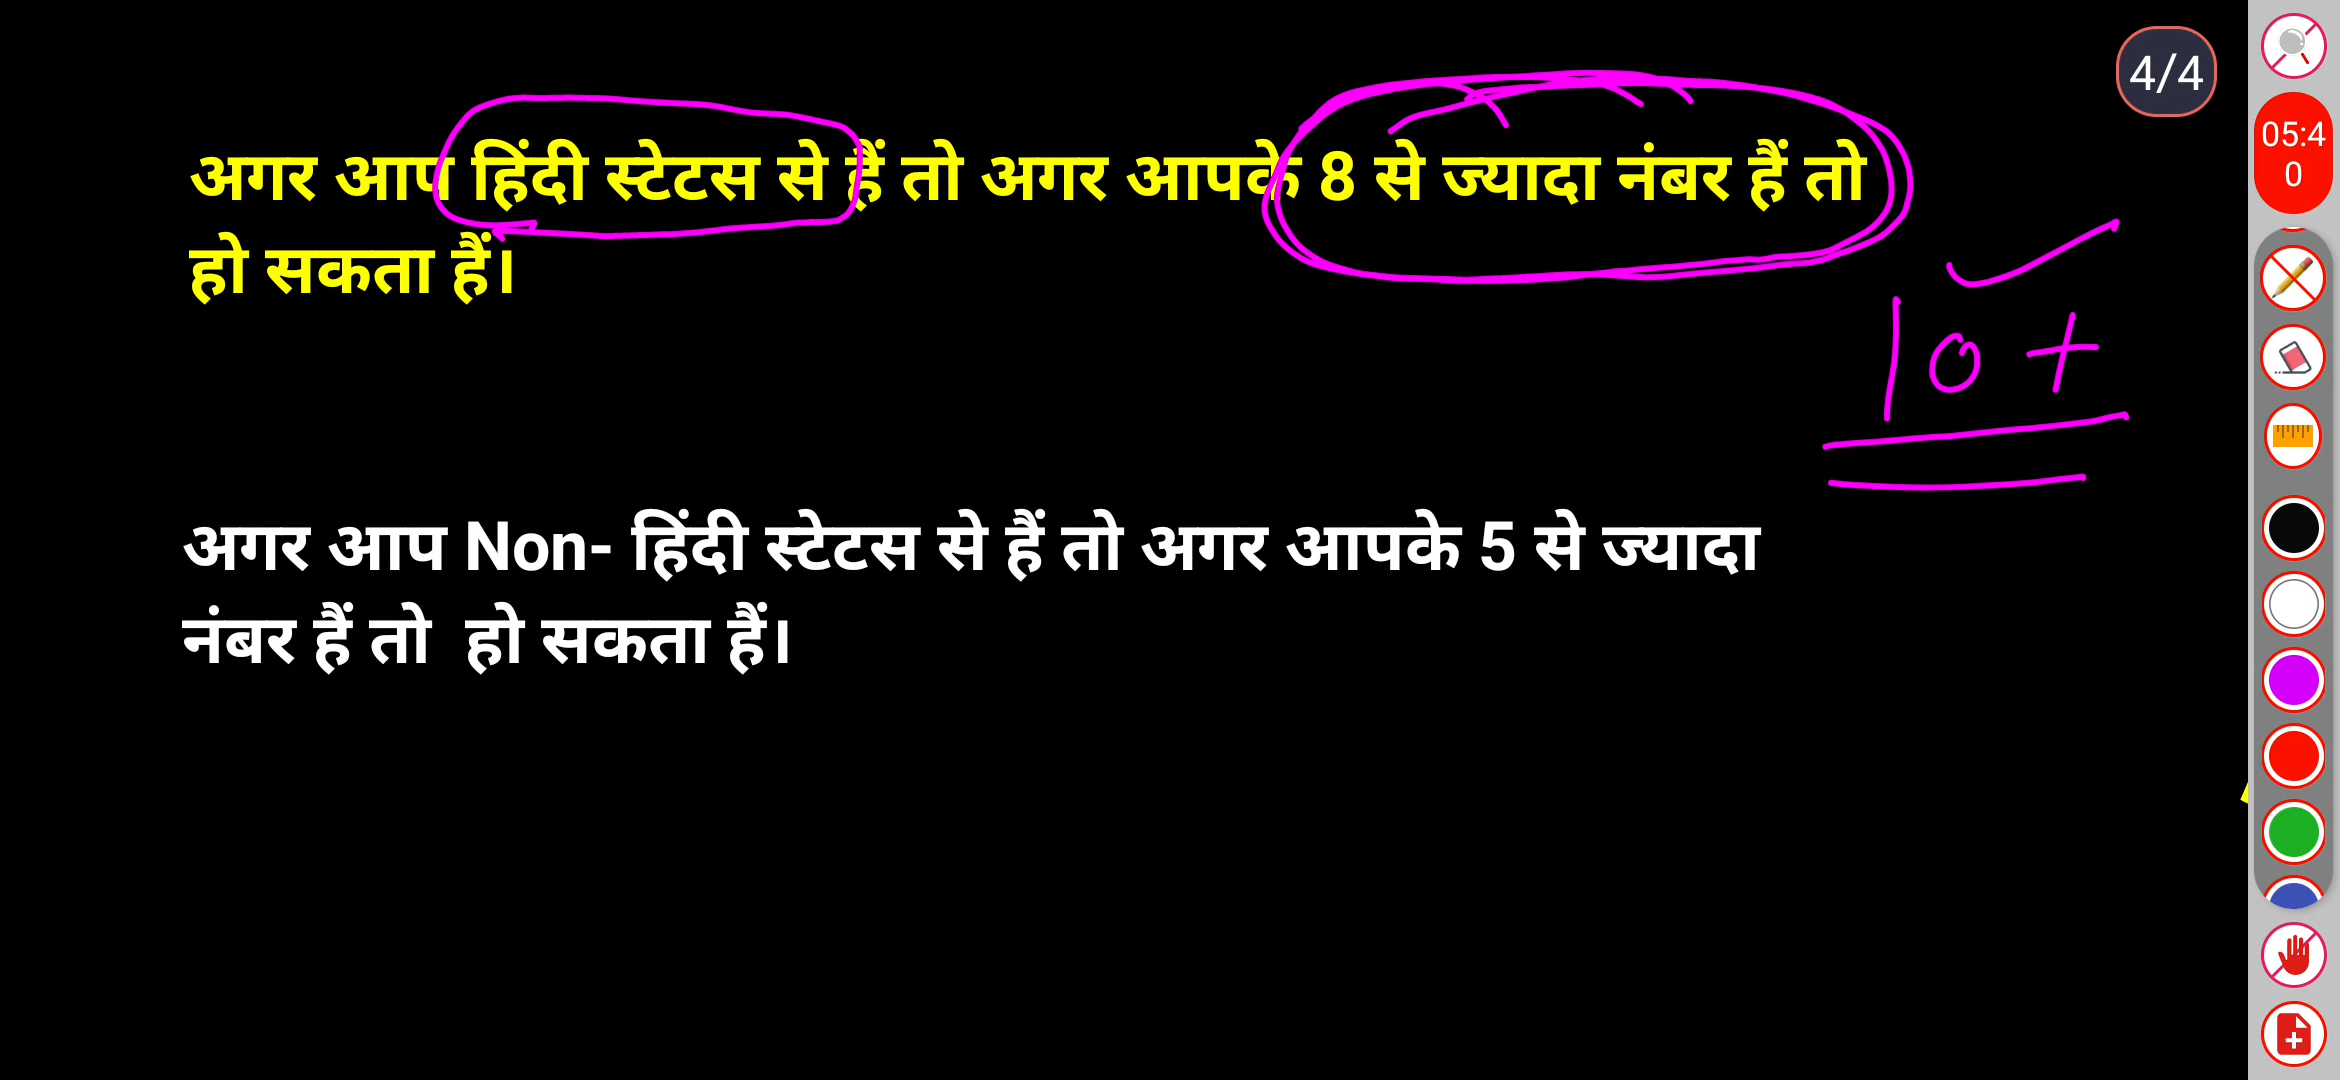 4/4
05:4
0
अगर आप हिंदी स्टेटस से हैं तो अगर आपके 8 से ज्यादा नंबर हैं तो
हो सकता हैं।
10+
अगर आप Non- हिंदी स्टेटस से हैं तो अगर आपके 5 से ज्यादा
नंबर हैं तो  हो सकता हैं।